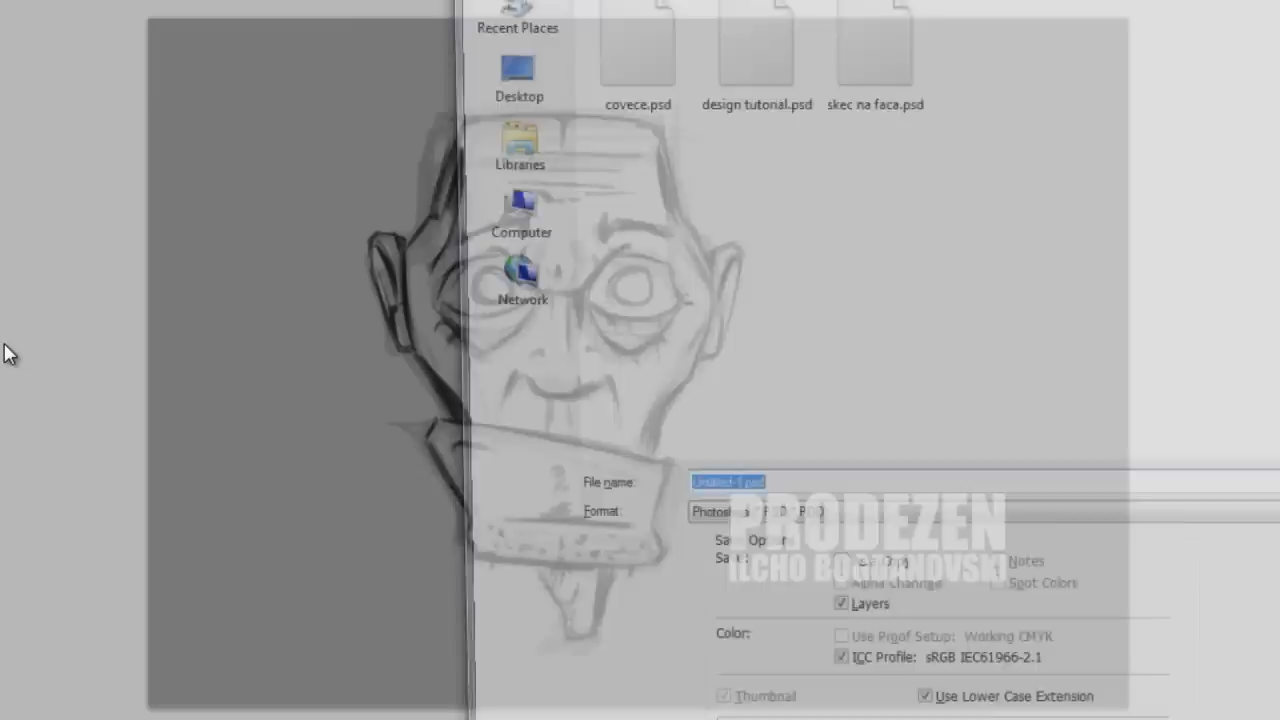 Recent Places
covece.psd
design tutorial.psd
skec na faca.psd
Desktop
Libraries
Computer
Network
File name:
Format:
PRODEZEN
ILCHO BOGDANOVSKI
Notes
Spot Colors
Layers
Color:
Use Proof Setup: Working CMYK
ICC Profile: sRGB IEC61966-2.1
Thumbnail
Use Lower Case Extension